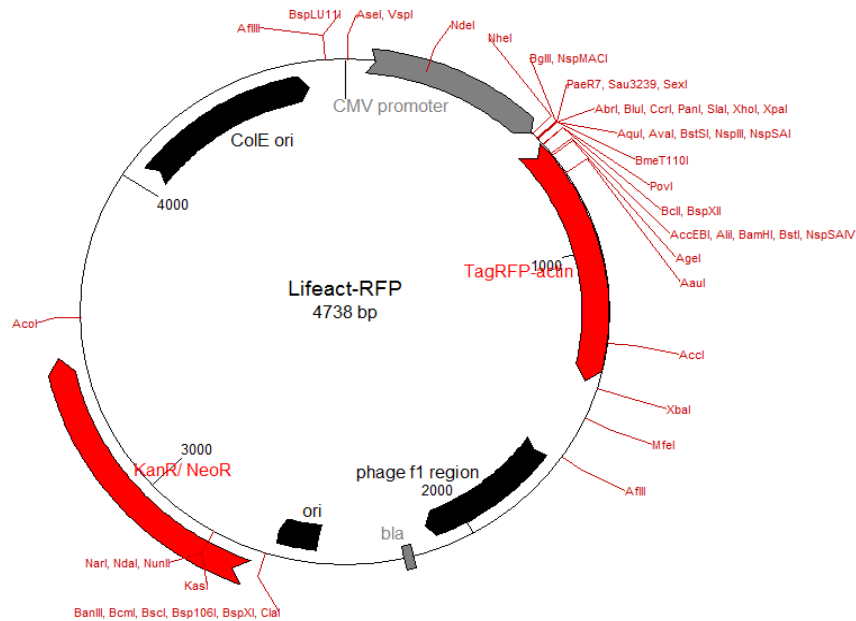 BspLU11I
AseI, VspI
AflIII
NdeI
NheI
BglII, NspMACI
PaeR7, Sau3239, SexI
CMV promoter
AbrI, BluI, CcrI, PanI, SlaI, XhoI, XpaI
AquI, AvaI, BstSI, NspIII, NspSAI
ColE ori
BmeT110I
PovI
4000
BclI, BspXII
AccEBI, AliI, BamHI, BstI, NspSAIV
AgeI
TagRFP-actin
1000
AauI
Lifeact-RFP
4738 bp
AcoI
AccI
XbaI
MfeI
3000
KanR/ NeoR
phage f1 region
AflII
2000
ori
bla
NarI, NdaI, NunII
KasI
BanIII, BcmI, BscI, Bsp106I, BspXI, ClaI